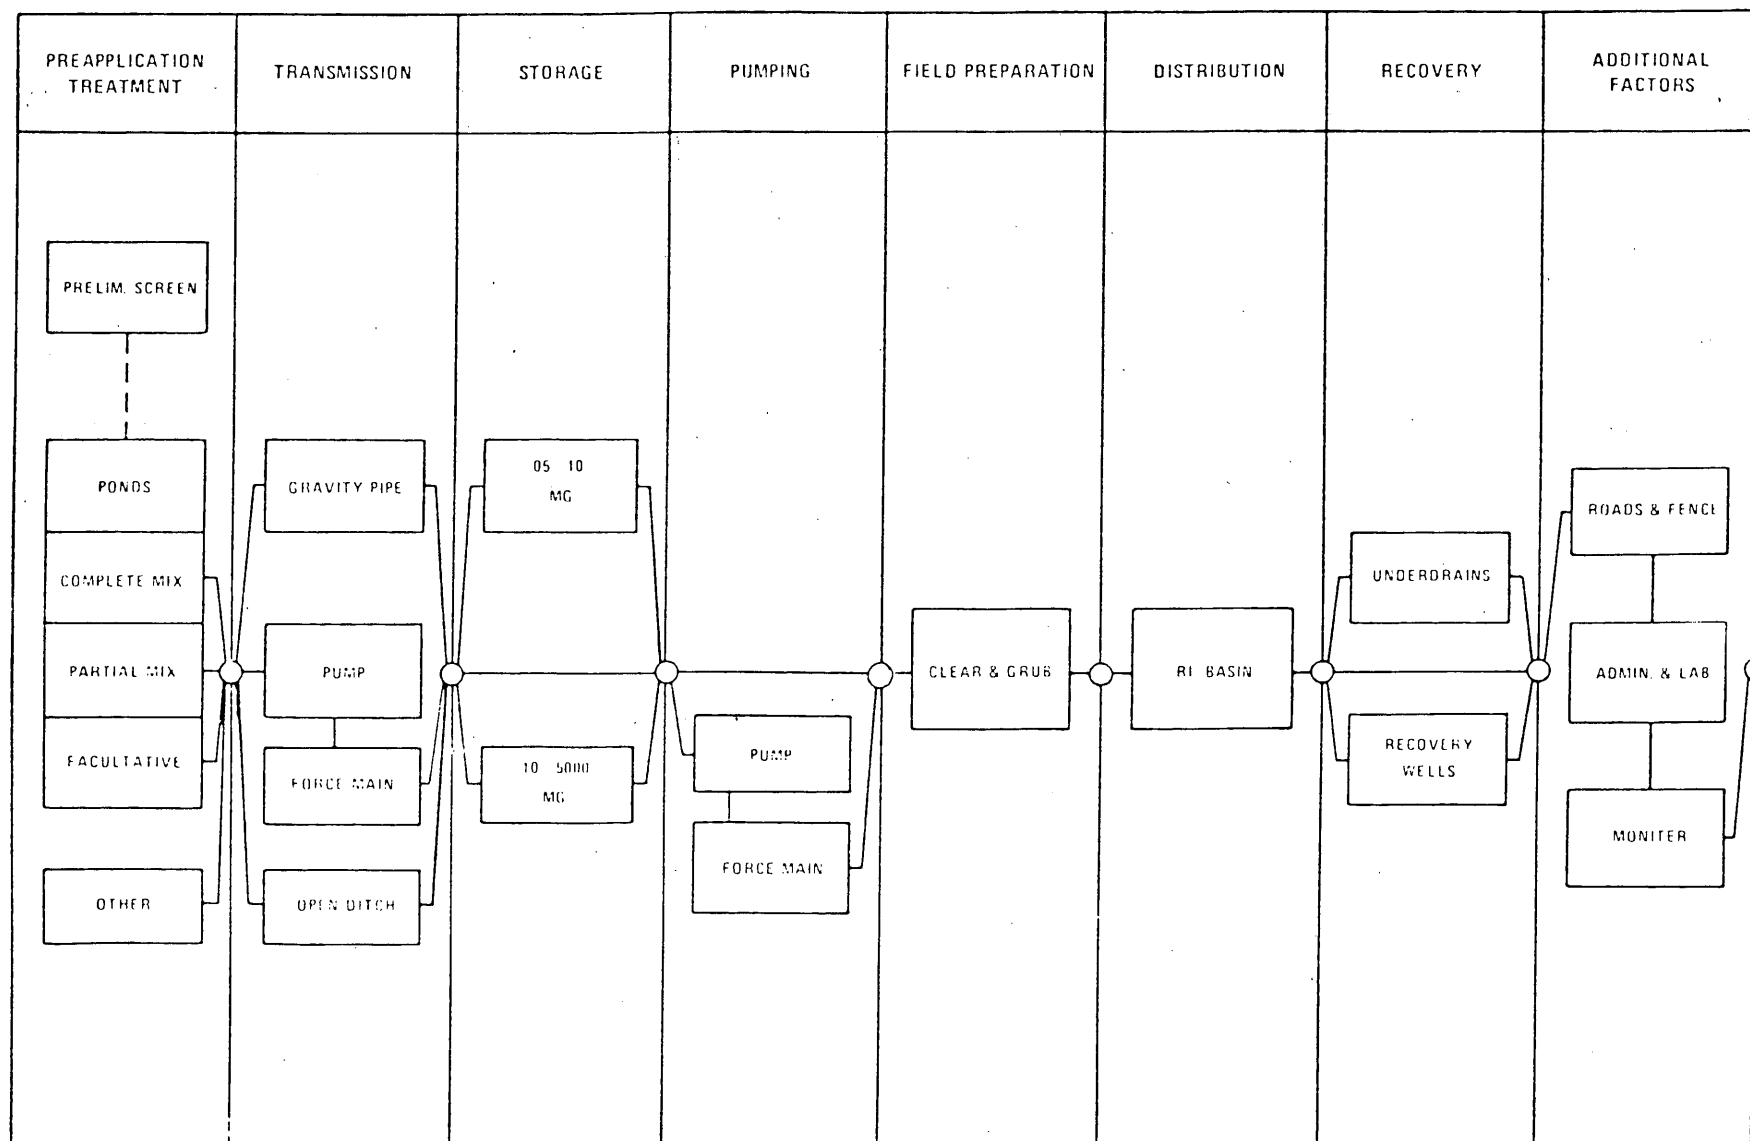 PREAPPLICATION
TREATMENT
TRANSMISSION
STORAGE
PUMPING
FIELD PREPARATION
DISTRIBUTION
RECOVERY
ADDITIONAL
FACTORS
PRELIM. SCREEN
PONDS
COMPLETE MIX
PARTIAL MIX
FACULTATIVE
OTHER
GRAVITY PIPE
PUMP
FORCE MAIN
OPEN DITCH
05 10
MG
10 5000
MG
PUMP
FORCE MAIN
CLEAR & GRUB
RI BASIN
UNDERDRAINS
RECOVERY
WELLS
ROADS & FENCE
ADMIN. & LAB
MONITER